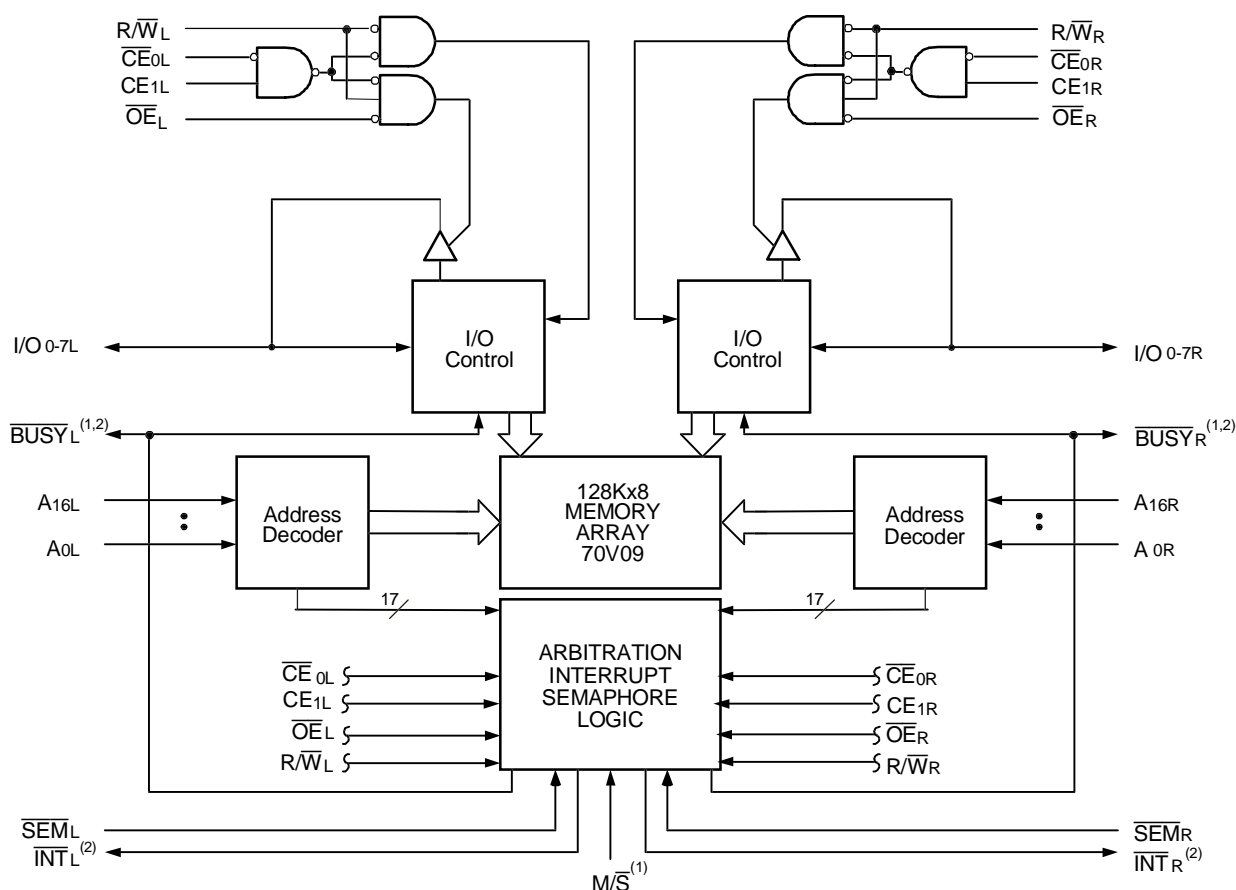 R/W̅L
R/W̅R
C̅E̅0L
C̅E̅0R
CE1L
CE1R
O̅E̅L
O̅E̅R
I/O
Control
I/O
Control
I/O 0-7L
I/O 0-7R
B̅U̅S̅Y̅L(1,2)
B̅U̅S̅Y̅R(1,2)
A16L
A0L
Address
Decoder
128Kx8
MEMORY
ARRAY
70V09
Address
Decoder
A16R
A 0R
17
17
ARBITRATION
INTERRUPT
SEMAPHORE
LOGIC
C̅E̅0L
CE1L
O̅E̅L
R/W̅L
C̅E̅0R
CE1R
O̅E̅R
R/W̅R
S̅E̅M̅L
I̅N̅T̅L(2)
S̅E̅M̅R
I̅N̅T̅R(2)
M/S̅(1)